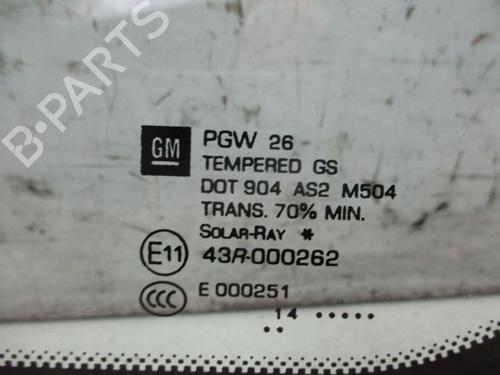 GM
PGW 26
TEMPERED GS
DOT 904 AS2 M504
TRANS. 70% MIN.
SOLAR-RAY *
E11
43R-000262
CCC
E 000251
.14 .....
..
B-PARTS